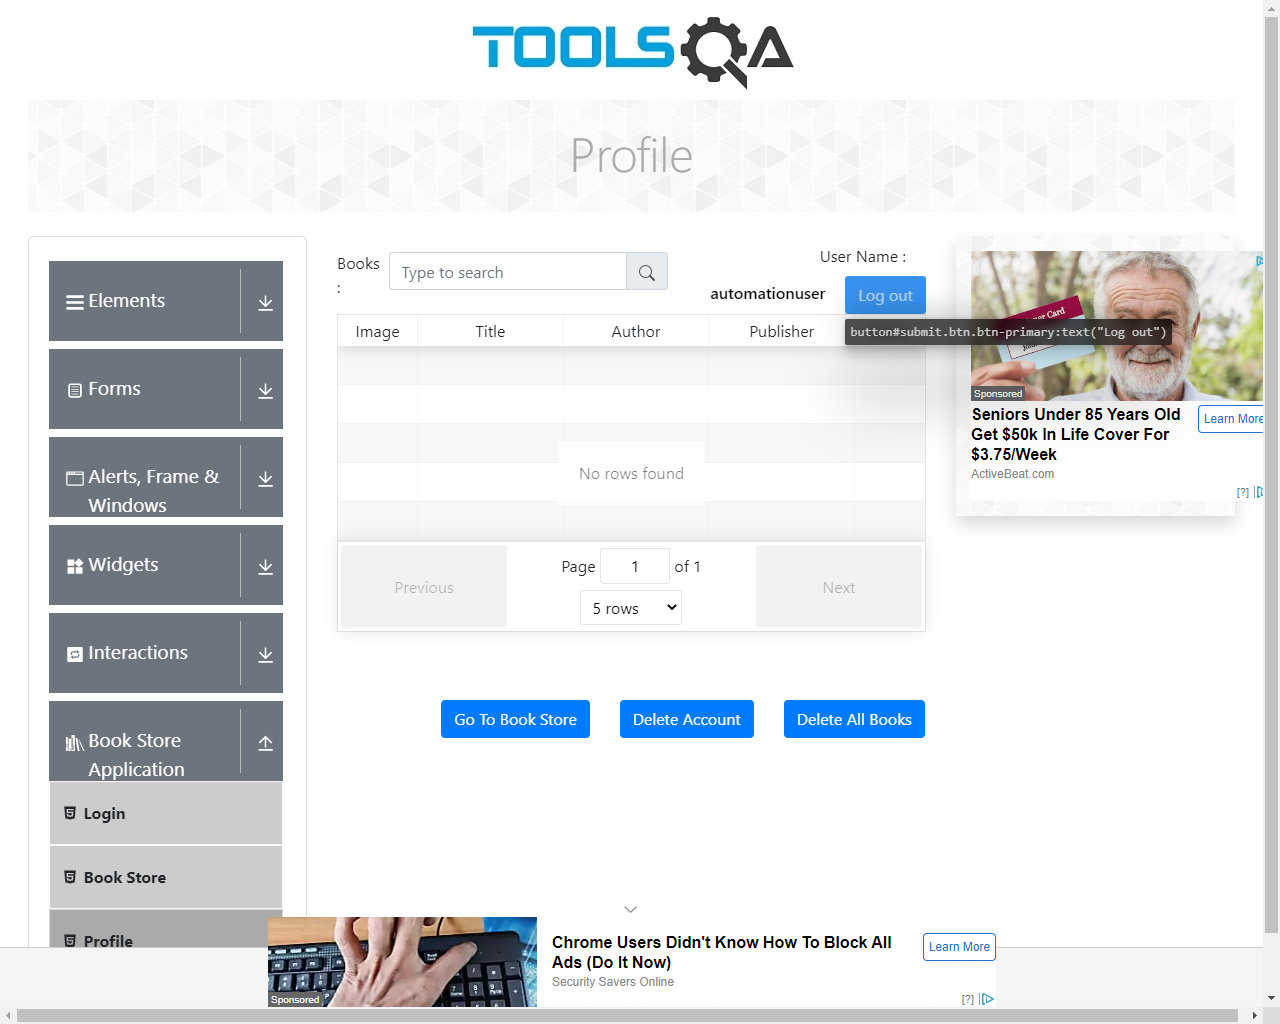 TOOLSQA
Profile
Elements
Forms
Alerts, Frame &
Windows
Widgets
Interactions
Book Store
Application
Login
Book Store
Profile
Books
:
Type to search
User Name :
automationuser
Log out
button#submit.btn.btn-primary:text("Log out")
Image
Title
Author
Publisher
No rows found
Previous
Page
1
of 1
5 rows
Next
Go To Book Store
Delete Account
Delete All Books
Sponsored
Seniors Under 85 Years Old
Get $50k In Life Cover For
$3.75/Week
ActiveBeat.com
Learn More
[?]
Sponsored
Chrome Users Didn't Know How To Block All
Ads (Do It Now)
Security Savers Online
Learn More
[?]